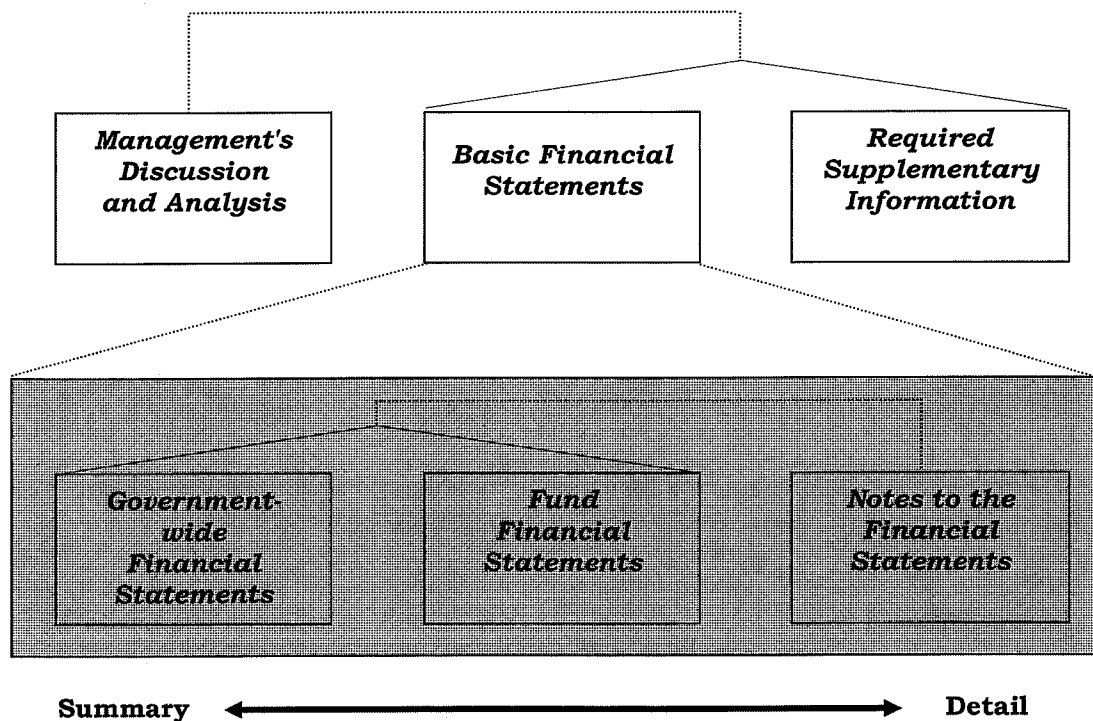 Management's
Discussion
and Analysis
Basic Financial
Statements
Required
Supplementary
Information
Government-
wide
Financial
Statements
Fund
Financial
Statements
Notes to the
Financial
Statements
Summary
Detail